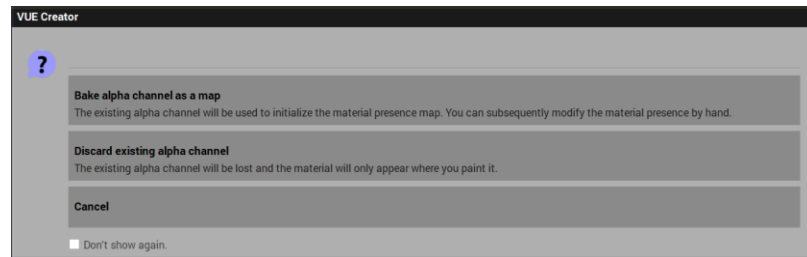 VUE Creator
?
Bake alpha channel as a map
The existing alpha channel will be used to initialize the material presence map. You can subsequently modify the material presence by hand.
Discard existing alpha channel
The existing alpha channel will be lost and the material will only appear where you paint it.
Cancel
Don't show again.